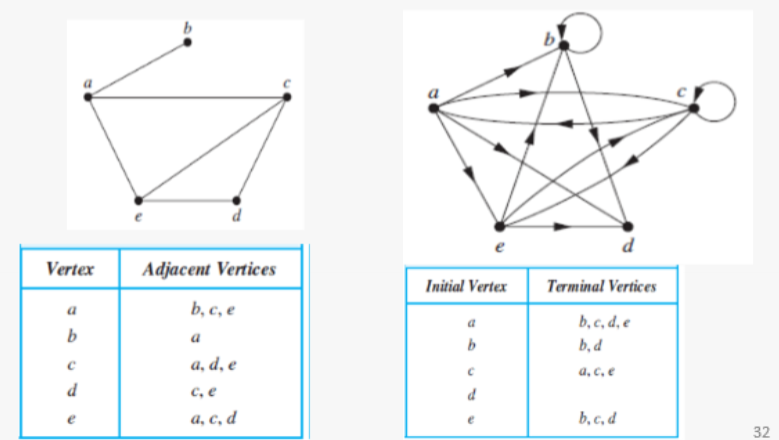 b
a
c
e
d
Vertex Adjacent Vertices
a b, c, e
b a
c a, d, e
d c, e
e a, c, d
b
a
c
e
d
Initial Vertex Terminal Vertices
a b, c, d, e
b b, d
c a, c, e
d
e b, c, d
32